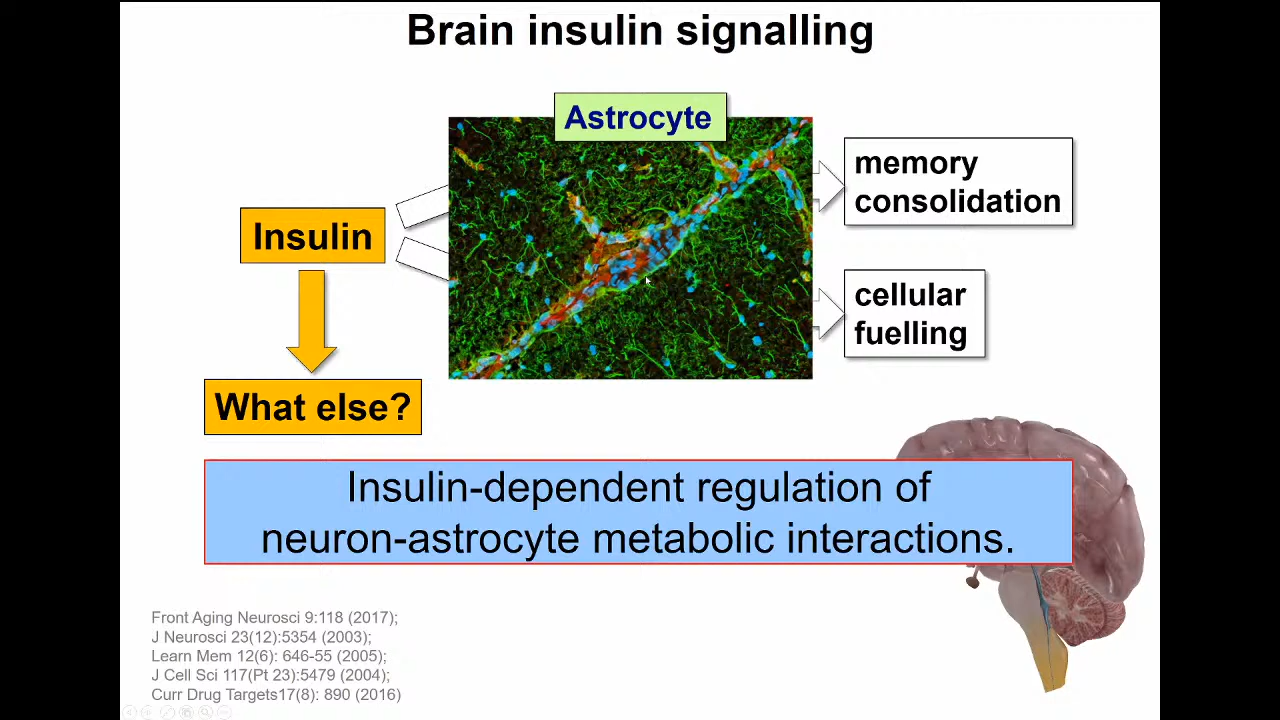 Brain insulin signalling
Astrocyte
memory
consolidation
Insulin
cellular
fuelling
What else?
Insulin-dependent regulation of
neuron-astrocyte metabolic interactions.
Front Aging Neurosci 9:118 (2017);
J Neurosci 23(12):5354 (2003);
Learn Mem 12(6): 646-55 (2005);
J Cell Sci 117(Pt 23):5479 (2004);
Curr Drug Targets17(8): 890 (2016)